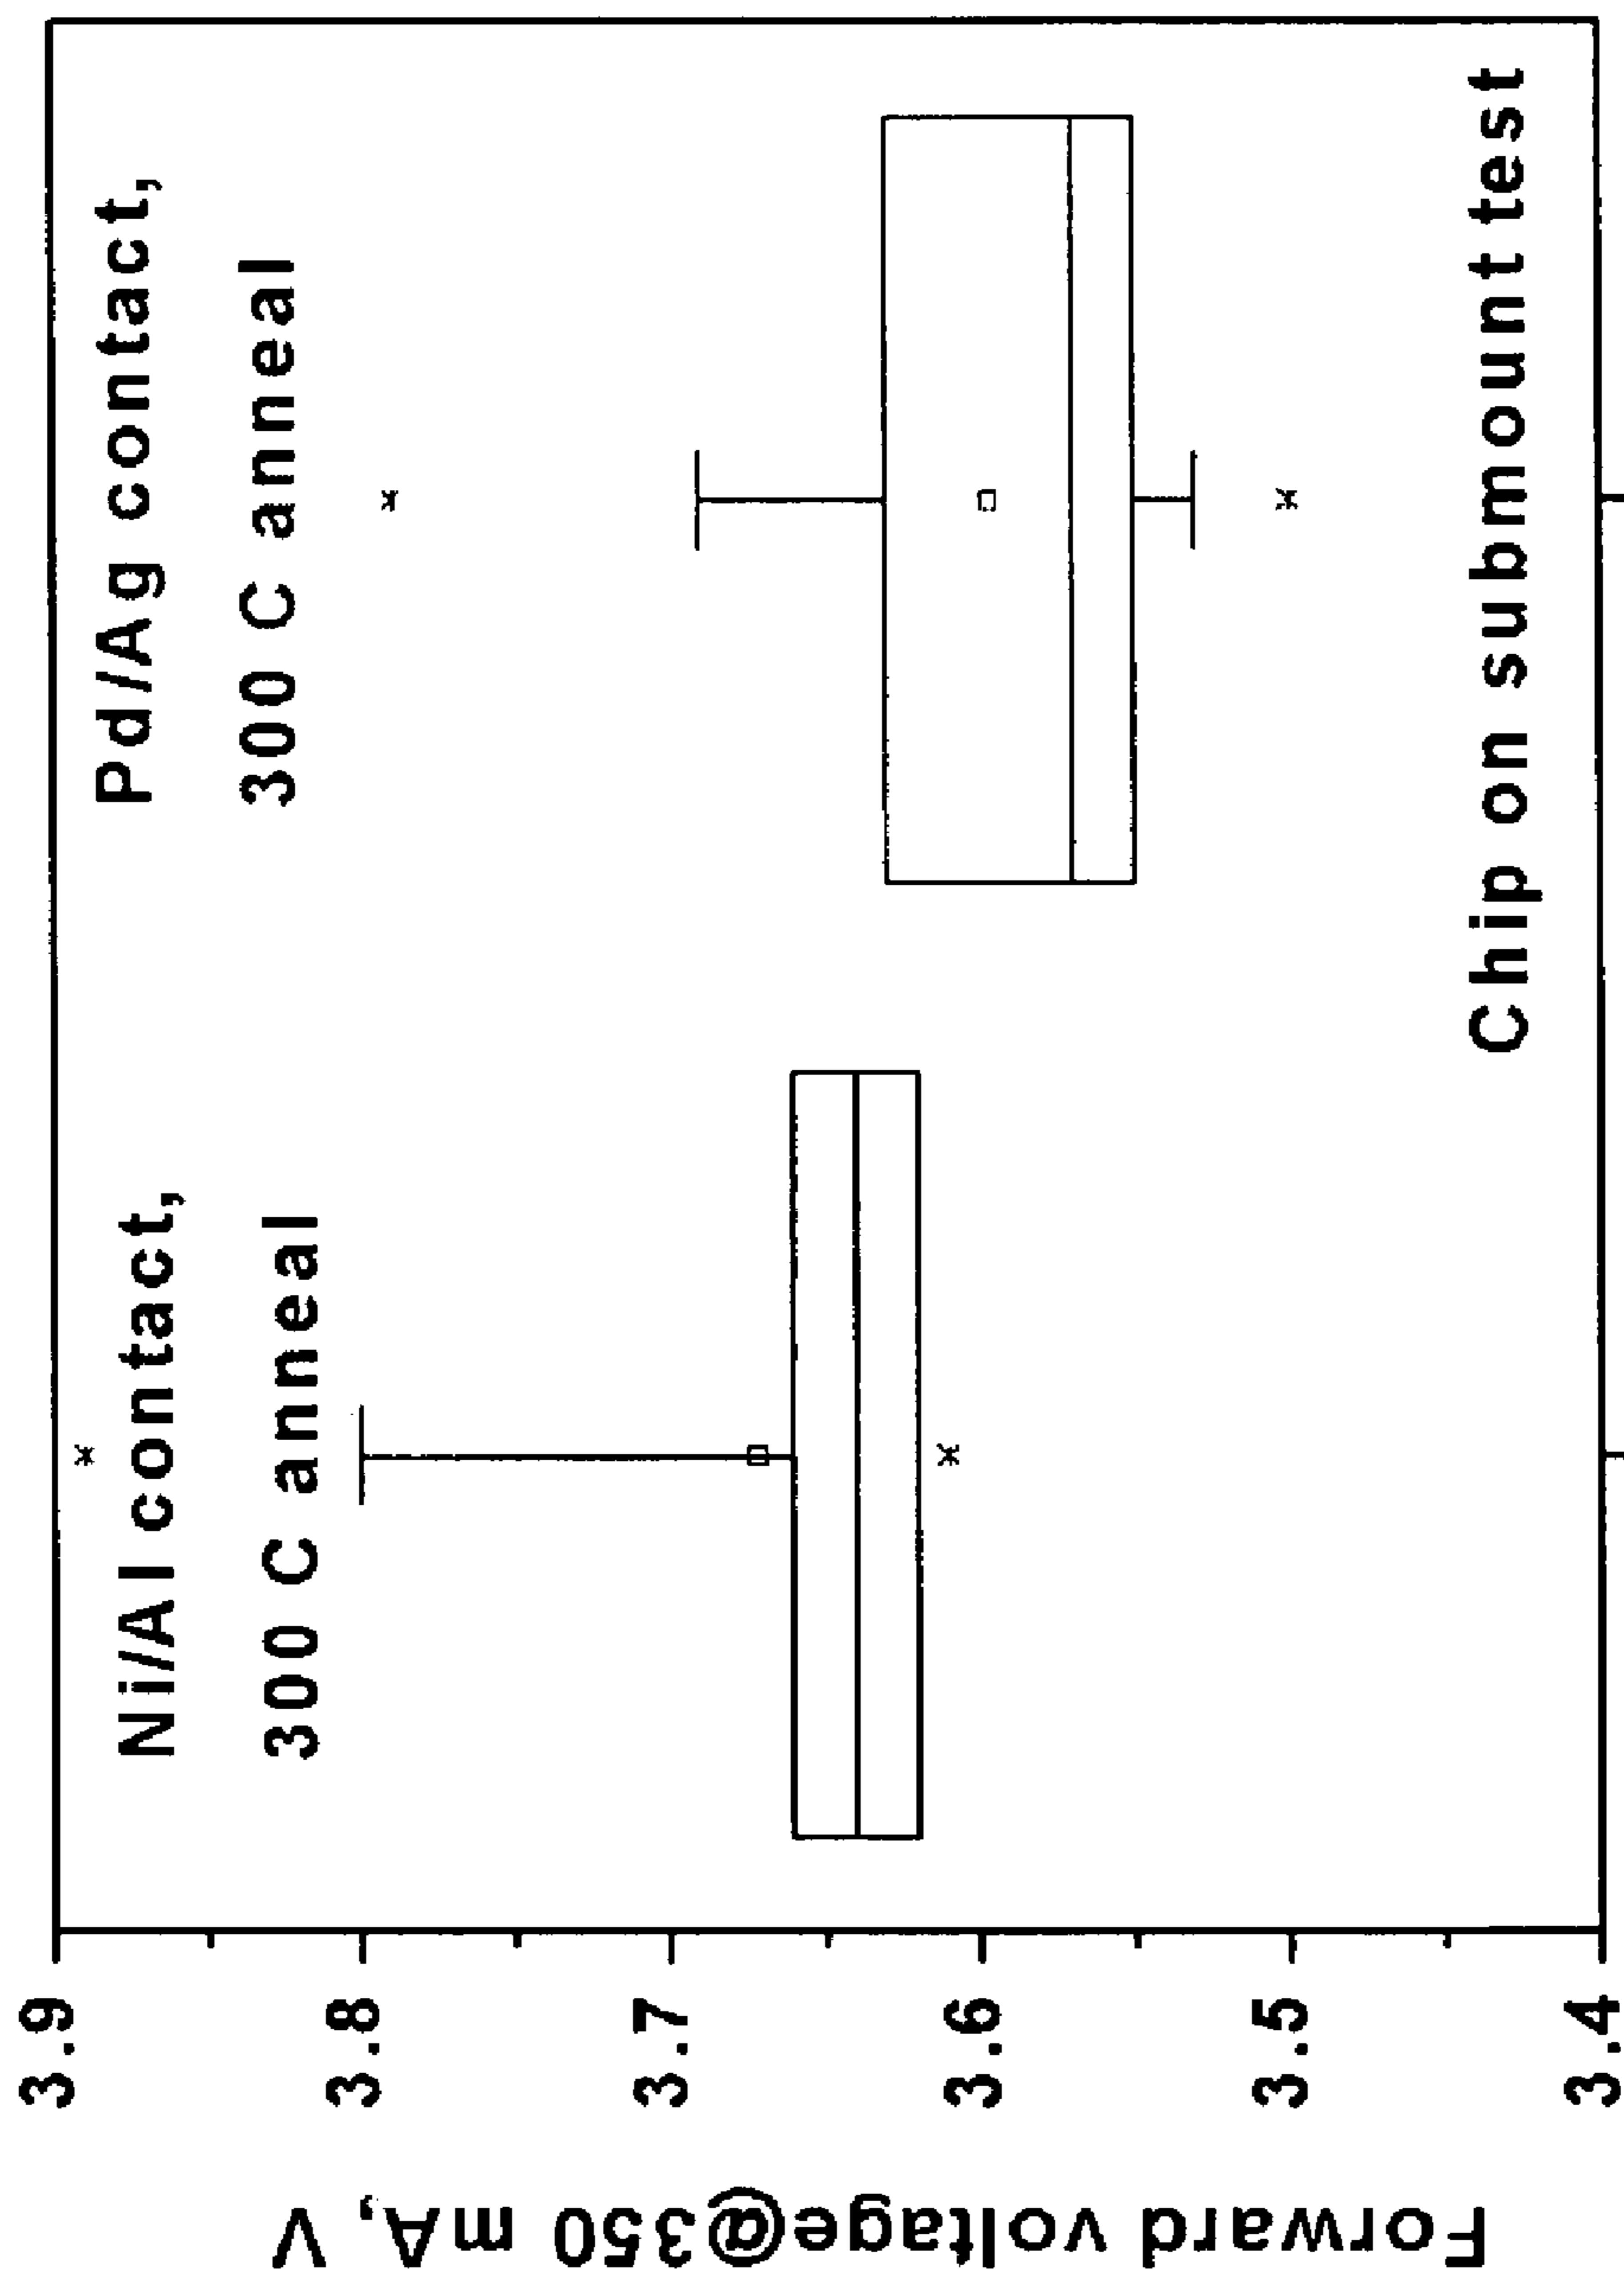 Forward voltage@350 mA, V
3.9
3.8
3.7
3.6
3.5
3.4
Ni/Al contact,
300 C anneal
Pd/Ag contact,
300 C anneal
Chip on submount test